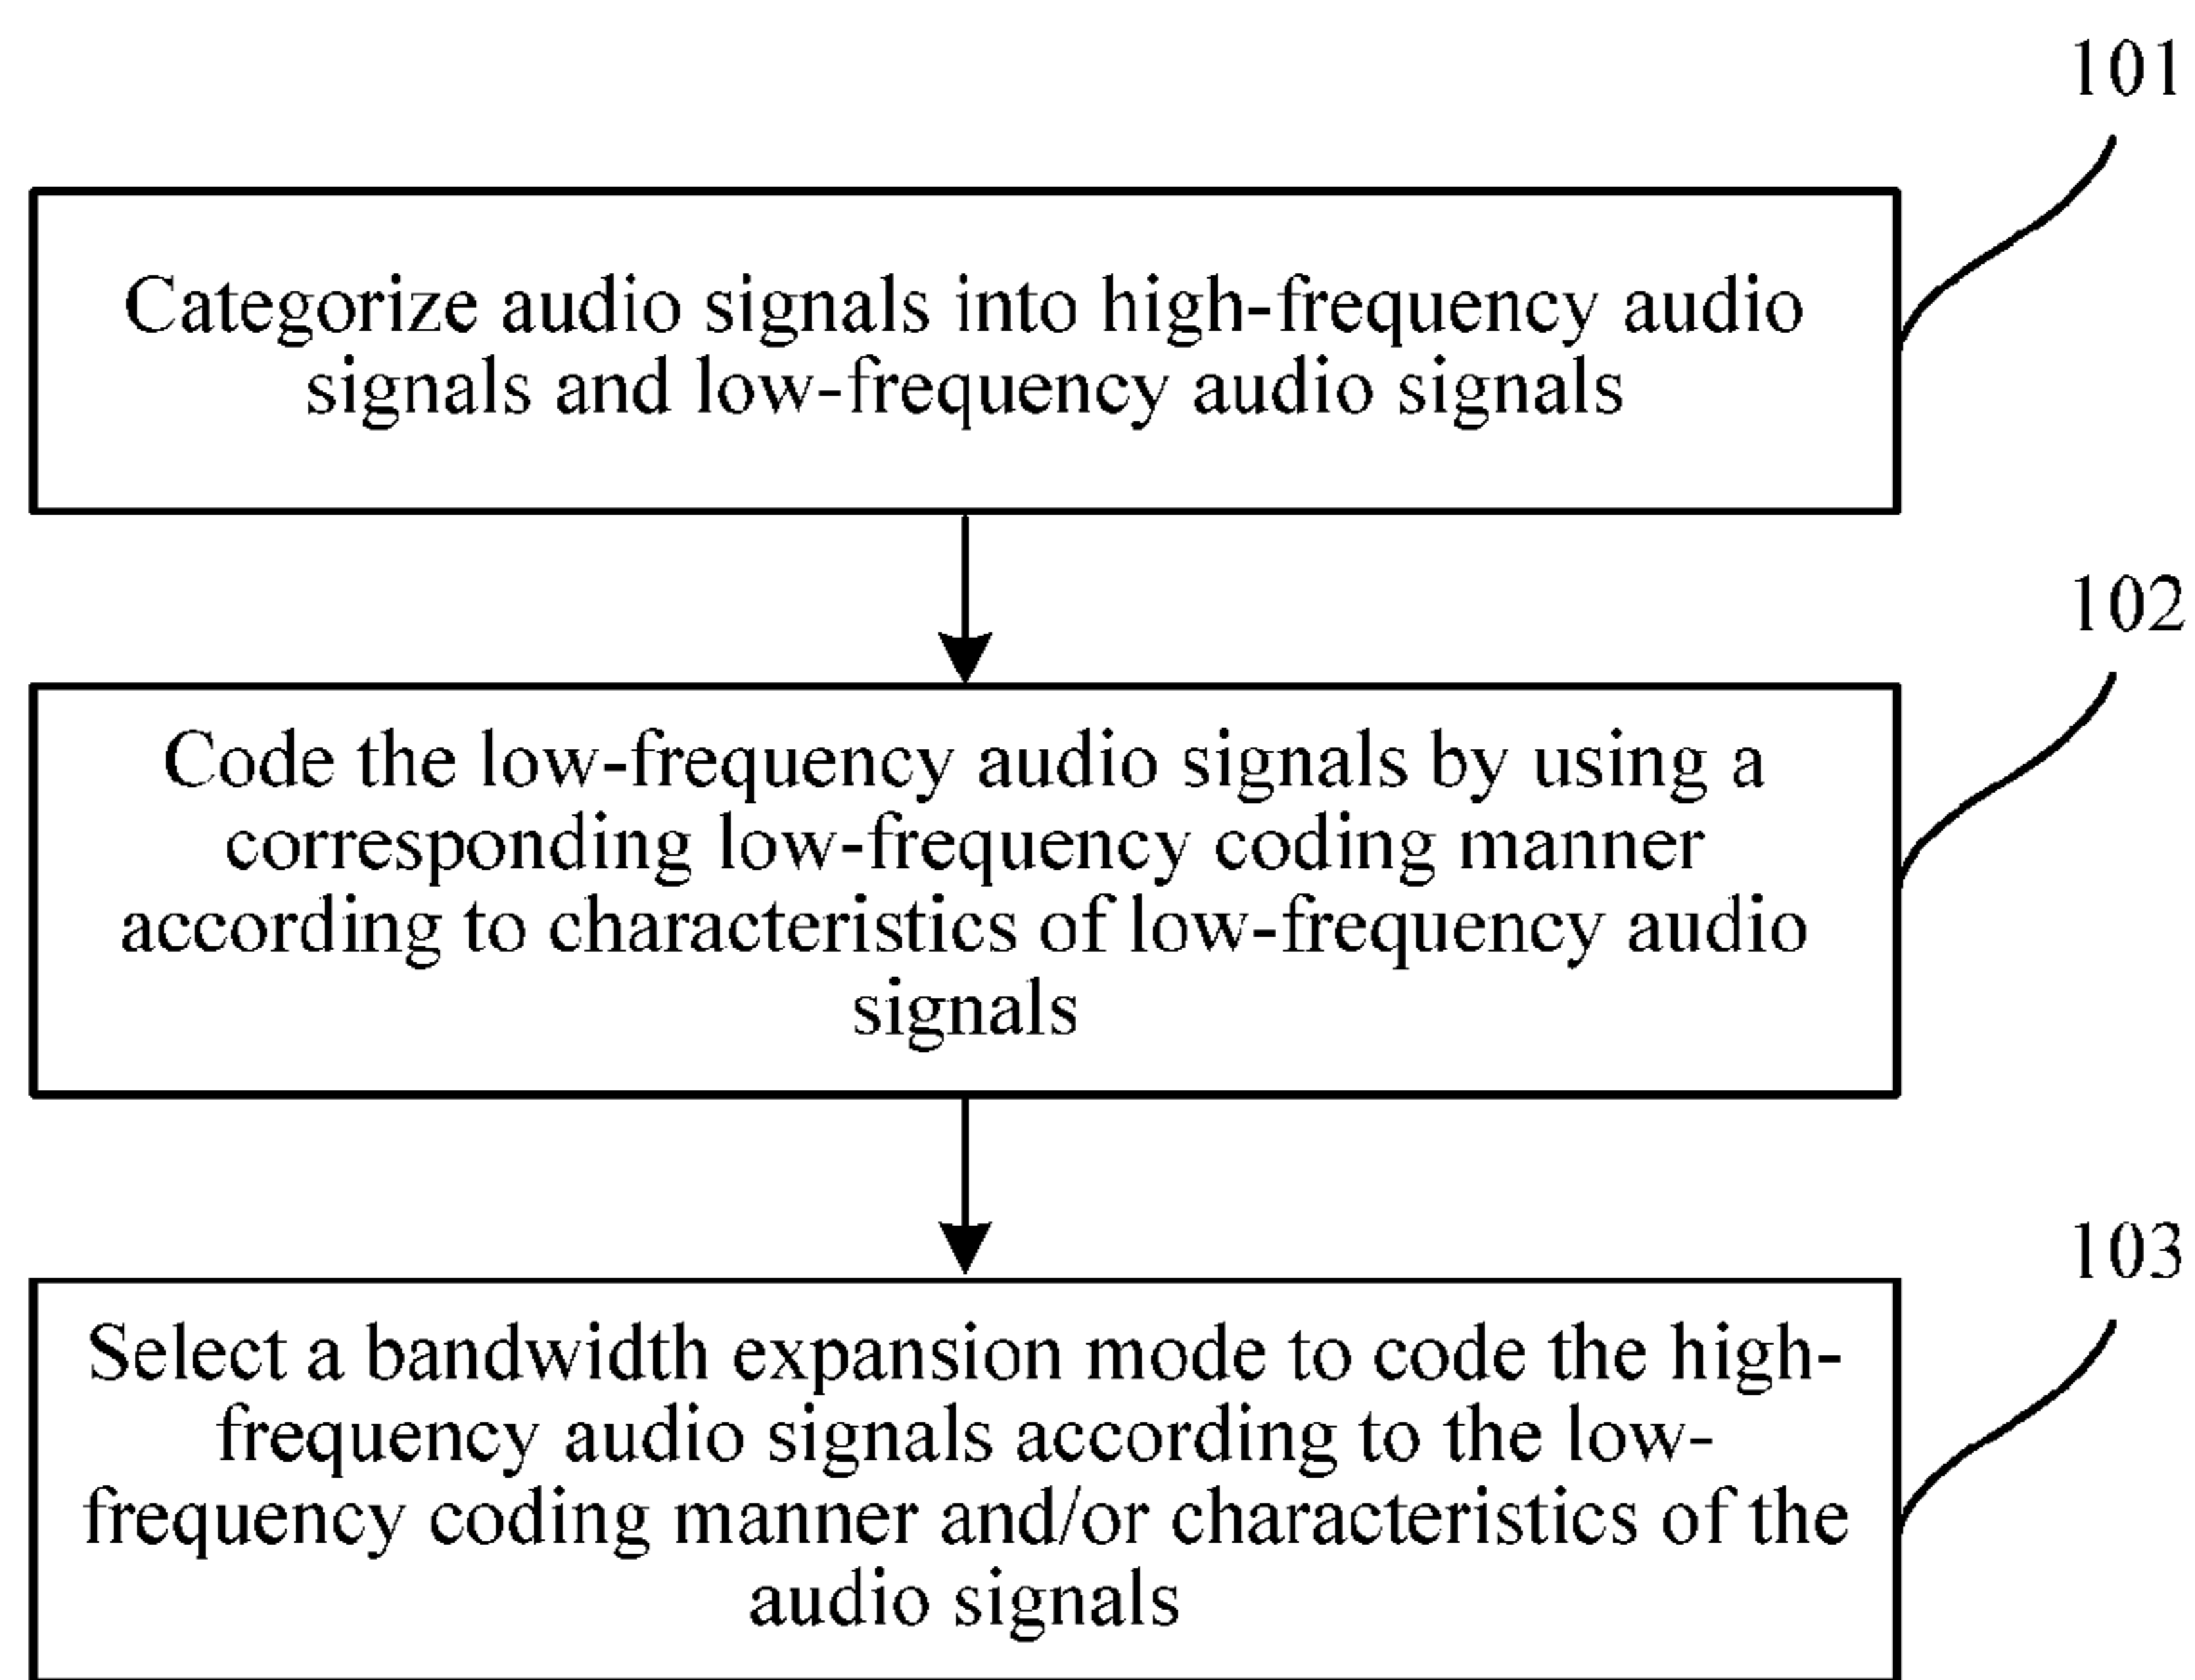 101
Categorize audio signals into high-frequency audio
signals and low-frequency audio signals
102
Code the low-frequency audio signals by using a
corresponding low-frequency coding manner
according to characteristics of low-frequency audio
signals
103
Select a bandwidth expansion mode to code the high-
frequency audio signals according to the low-
frequency coding manner and/or characteristics of the
audio signals